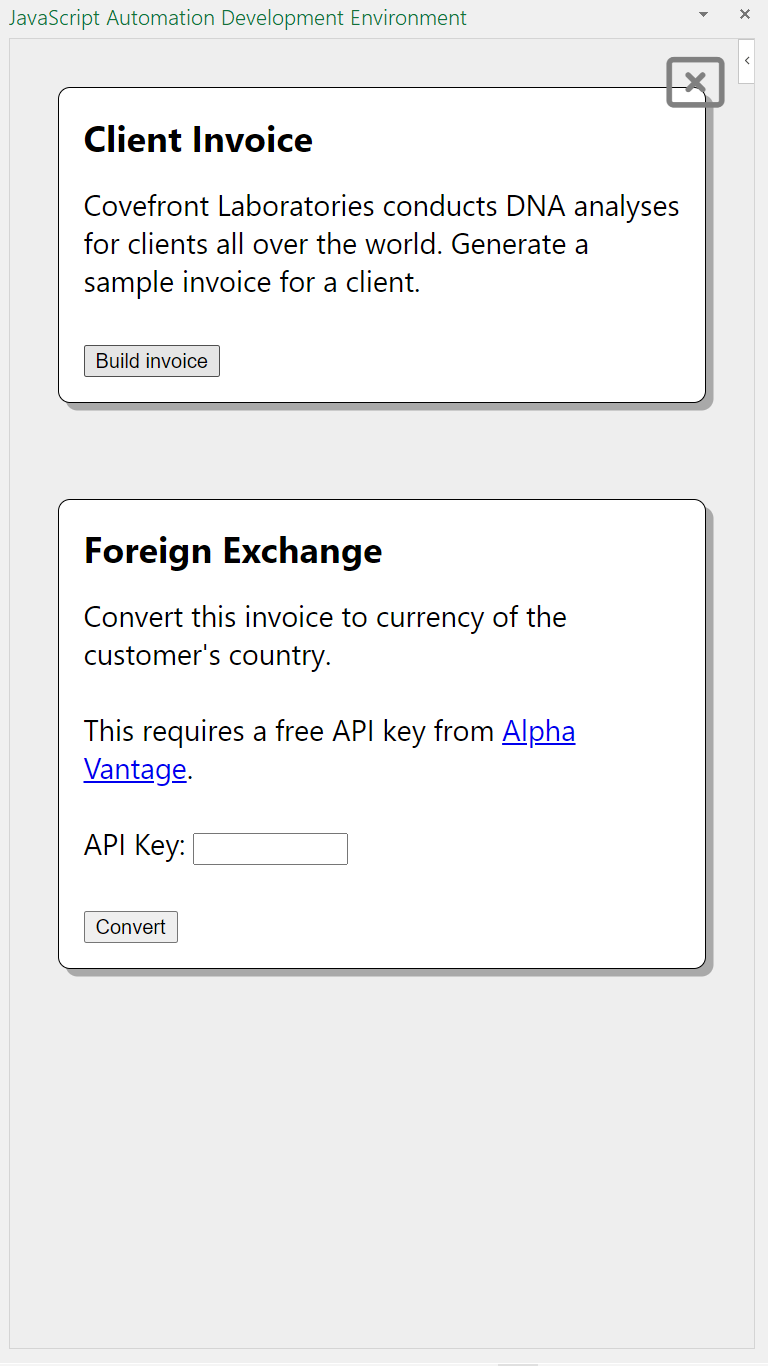 JavaScript Automation Development Environment
Client Invoice
Covefront Laboratories conducts DNA analyses
for clients all over the world. Generate a
sample invoice for a client.
Build invoice
Foreign Exchange
Convert this invoice to currency of the
customer's country.
This requires a free API key from Alpha
Vantage.
API Key:
Convert